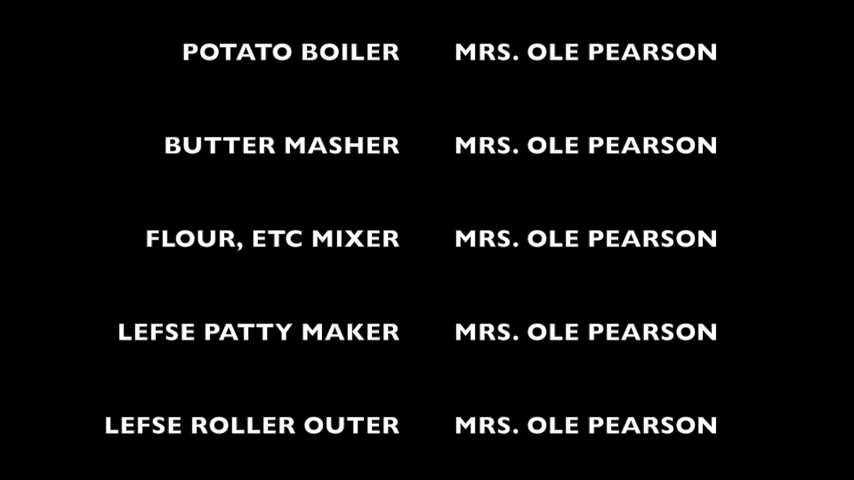 POTATO BOILER MRS. OLE PEARSON
BUTTER MASHER MRS. OLE PEARSON
FLOUR, ETC MIXER MRS. OLE PEARSON
LEFSE PATTY MAKER MRS. OLE PEARSON
LEFSE ROLLER OUTER MRS. OLE PEARSON